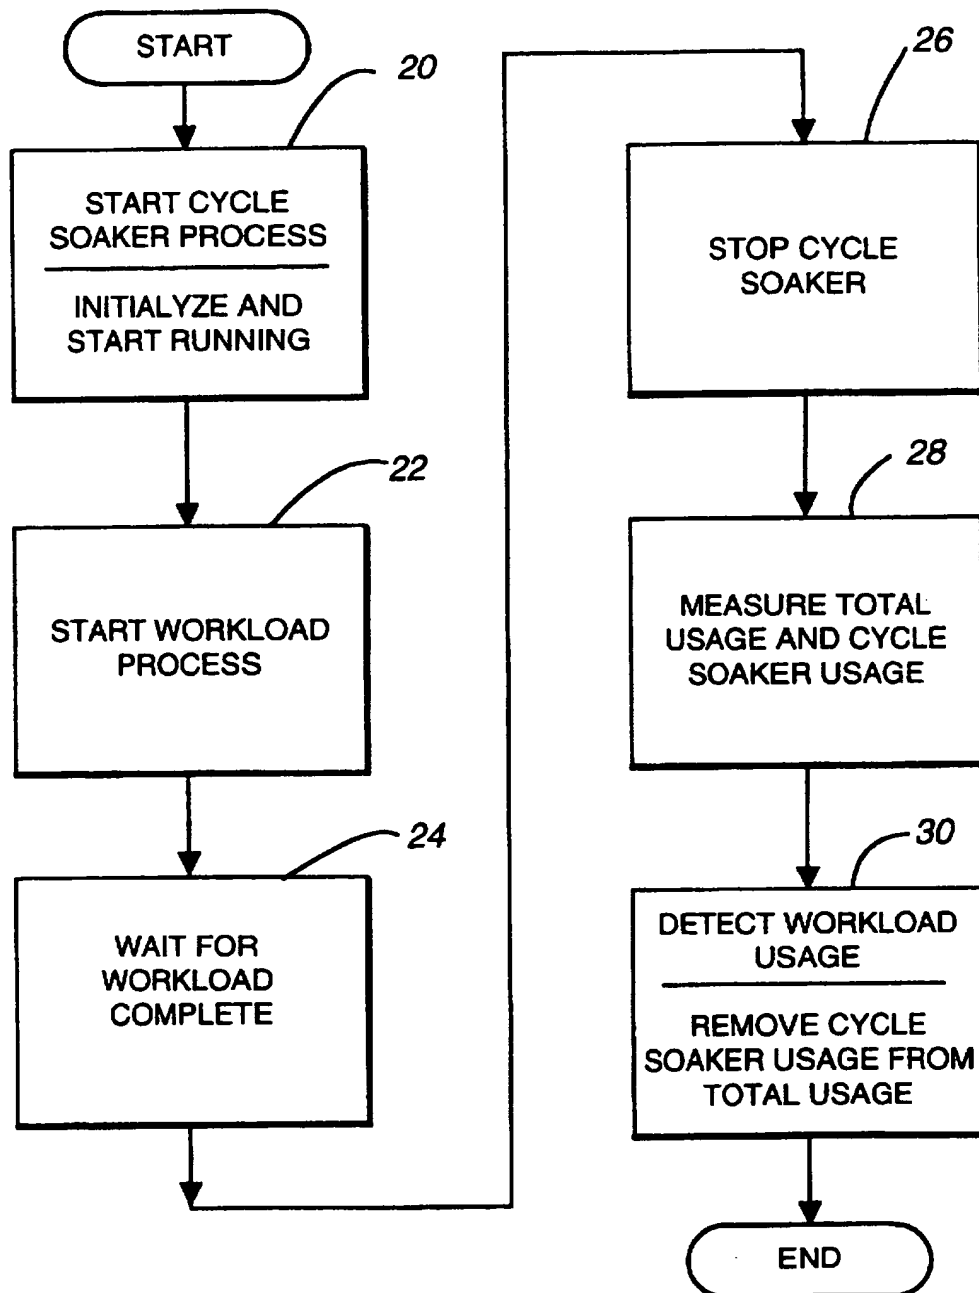 START
20
START CYCLE
SOAKER PROCESS
INITIALYZE AND
START RUNNING
22
START WORKLOAD
PROCESS
24
WAIT FOR
WORKLOAD
COMPLETE
26
STOP CYCLE
SOAKER
28
MEASURE TOTAL
USAGE AND CYCLE
SOAKER USAGE
30
DETECT WORKLOAD
USAGE
REMOVE CYCLE
SOAKER USAGE FROM
TOTAL USAGE
END